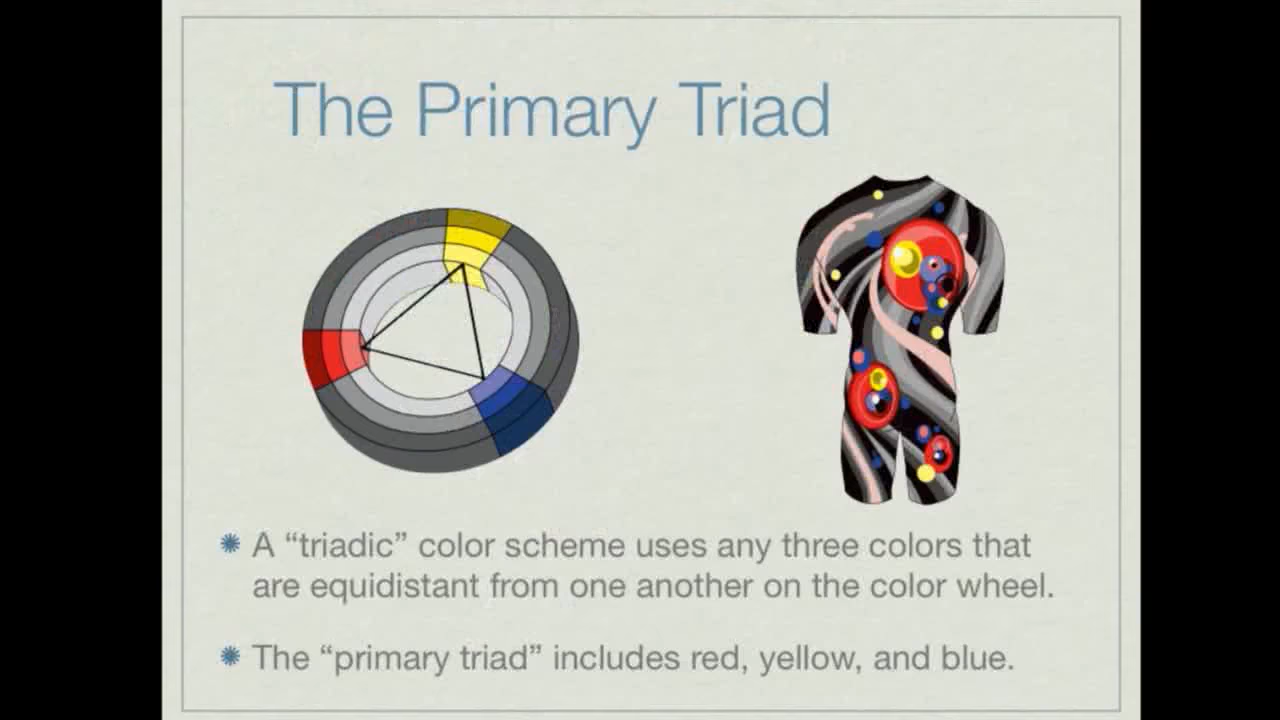 The Primary Triad
A “triadic” color scheme uses any three colors that
are equidistant from one another on the color wheel.
The “primary triad” includes red, yellow, and blue.